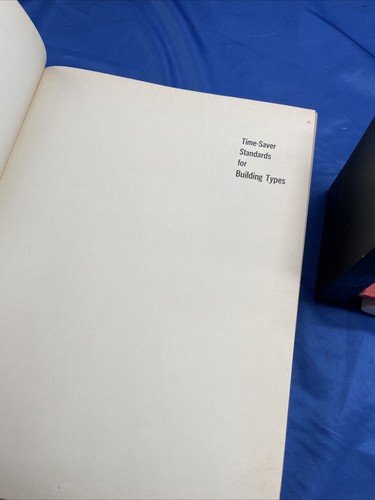 Time-Saver
Standards
for
Building Types